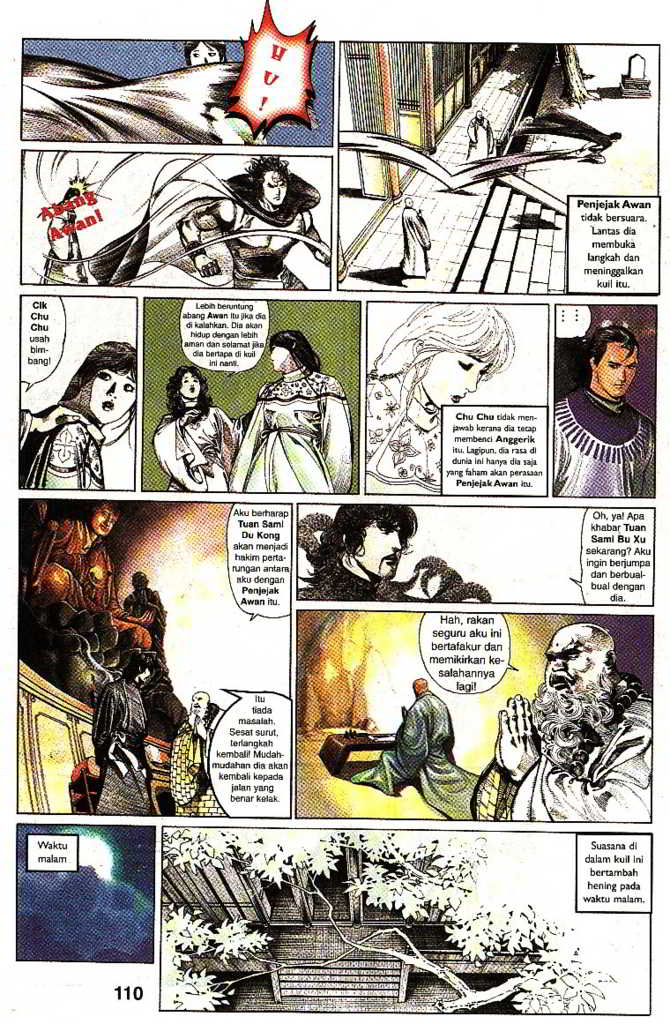 YU!
Abang
Awan!
Penjejak Awan
tidak bersuara.
Lantas dia
membuka
langkah dan
meninggalkan
kuil itu.
Cik
Chu
Chu
usah
bim-
bang!
Lebih beruntung
abang Awan itu jika dia
di kalahkan. Dia akan
hidup dengan lebih
aman dan selamat jika
dia bertapa di kuil
ini nanti.
Chu Chu tidak men-
jawab kerana dia tetap
membenci Anggerik
itu. Lagipun, dia rasa di
dunia ini hanya dia saja
yang faham akan perasaan
Penjejak Awan itu.
Aku berharap
Tuan Sami
Du Kong
akan menjadi
hakim perta-
rungan antara
aku dengan
Penjejak
Awan itu.
Oh, ya! Apa
khabar Tuan
Sami Bu Xu
sekarang? Aku
ingin berjumpa
dan berbual-
bual dengan
dia.
Itu
tiada
masalah.
Sesat surut,
terlangkah
kembali! Mudah-
mudahan dia akan
kembali kepada
jalan yang
benar kelak.
Hah, rakan
seguru aku ini
bertafakur dan
memikirkan ke-
salahannya
lagi!
Waktu
malam
Suasana di
dalam kuil ini
bertambah
hening pada
waktu malam.
110